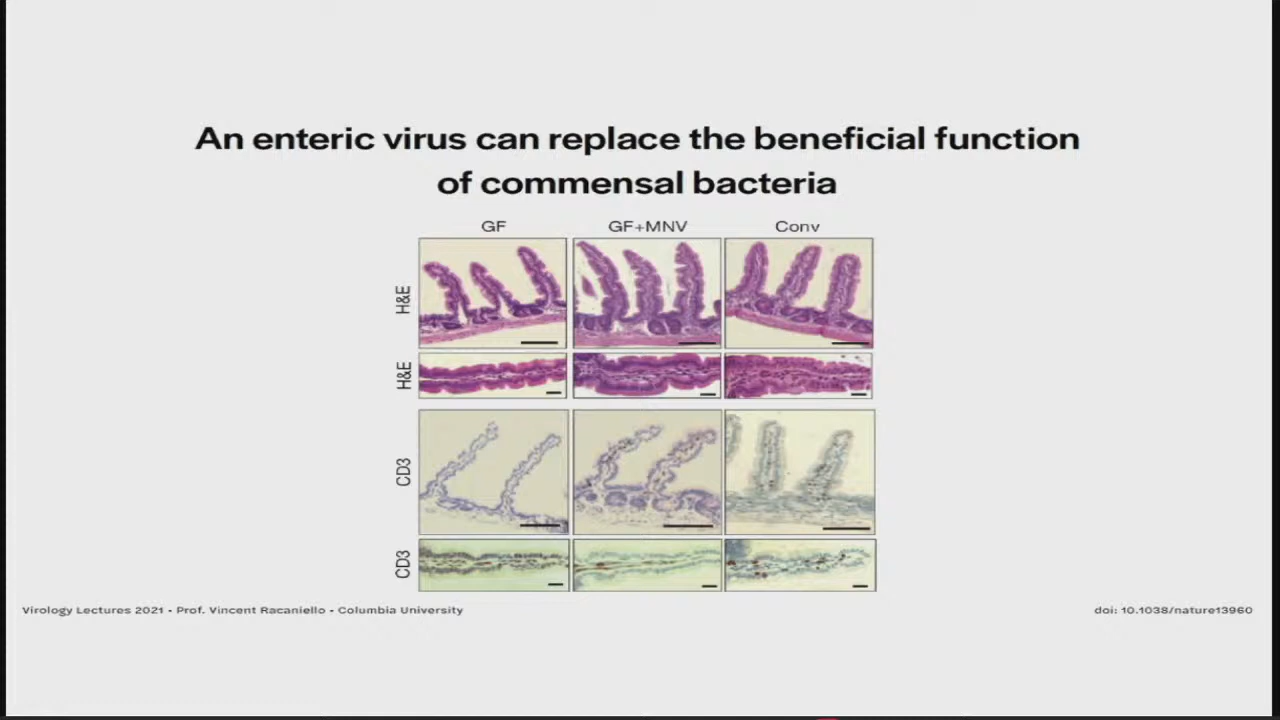 An enteric virus can replace the beneficial function
of commensal bacteria
GF GF+MNV Conv
H&E
H&E
CD3
CD3
Virology Lectures 2021 • Prof. Vincent Racaniello • Columbia University
doi: 10.1038/nature13960